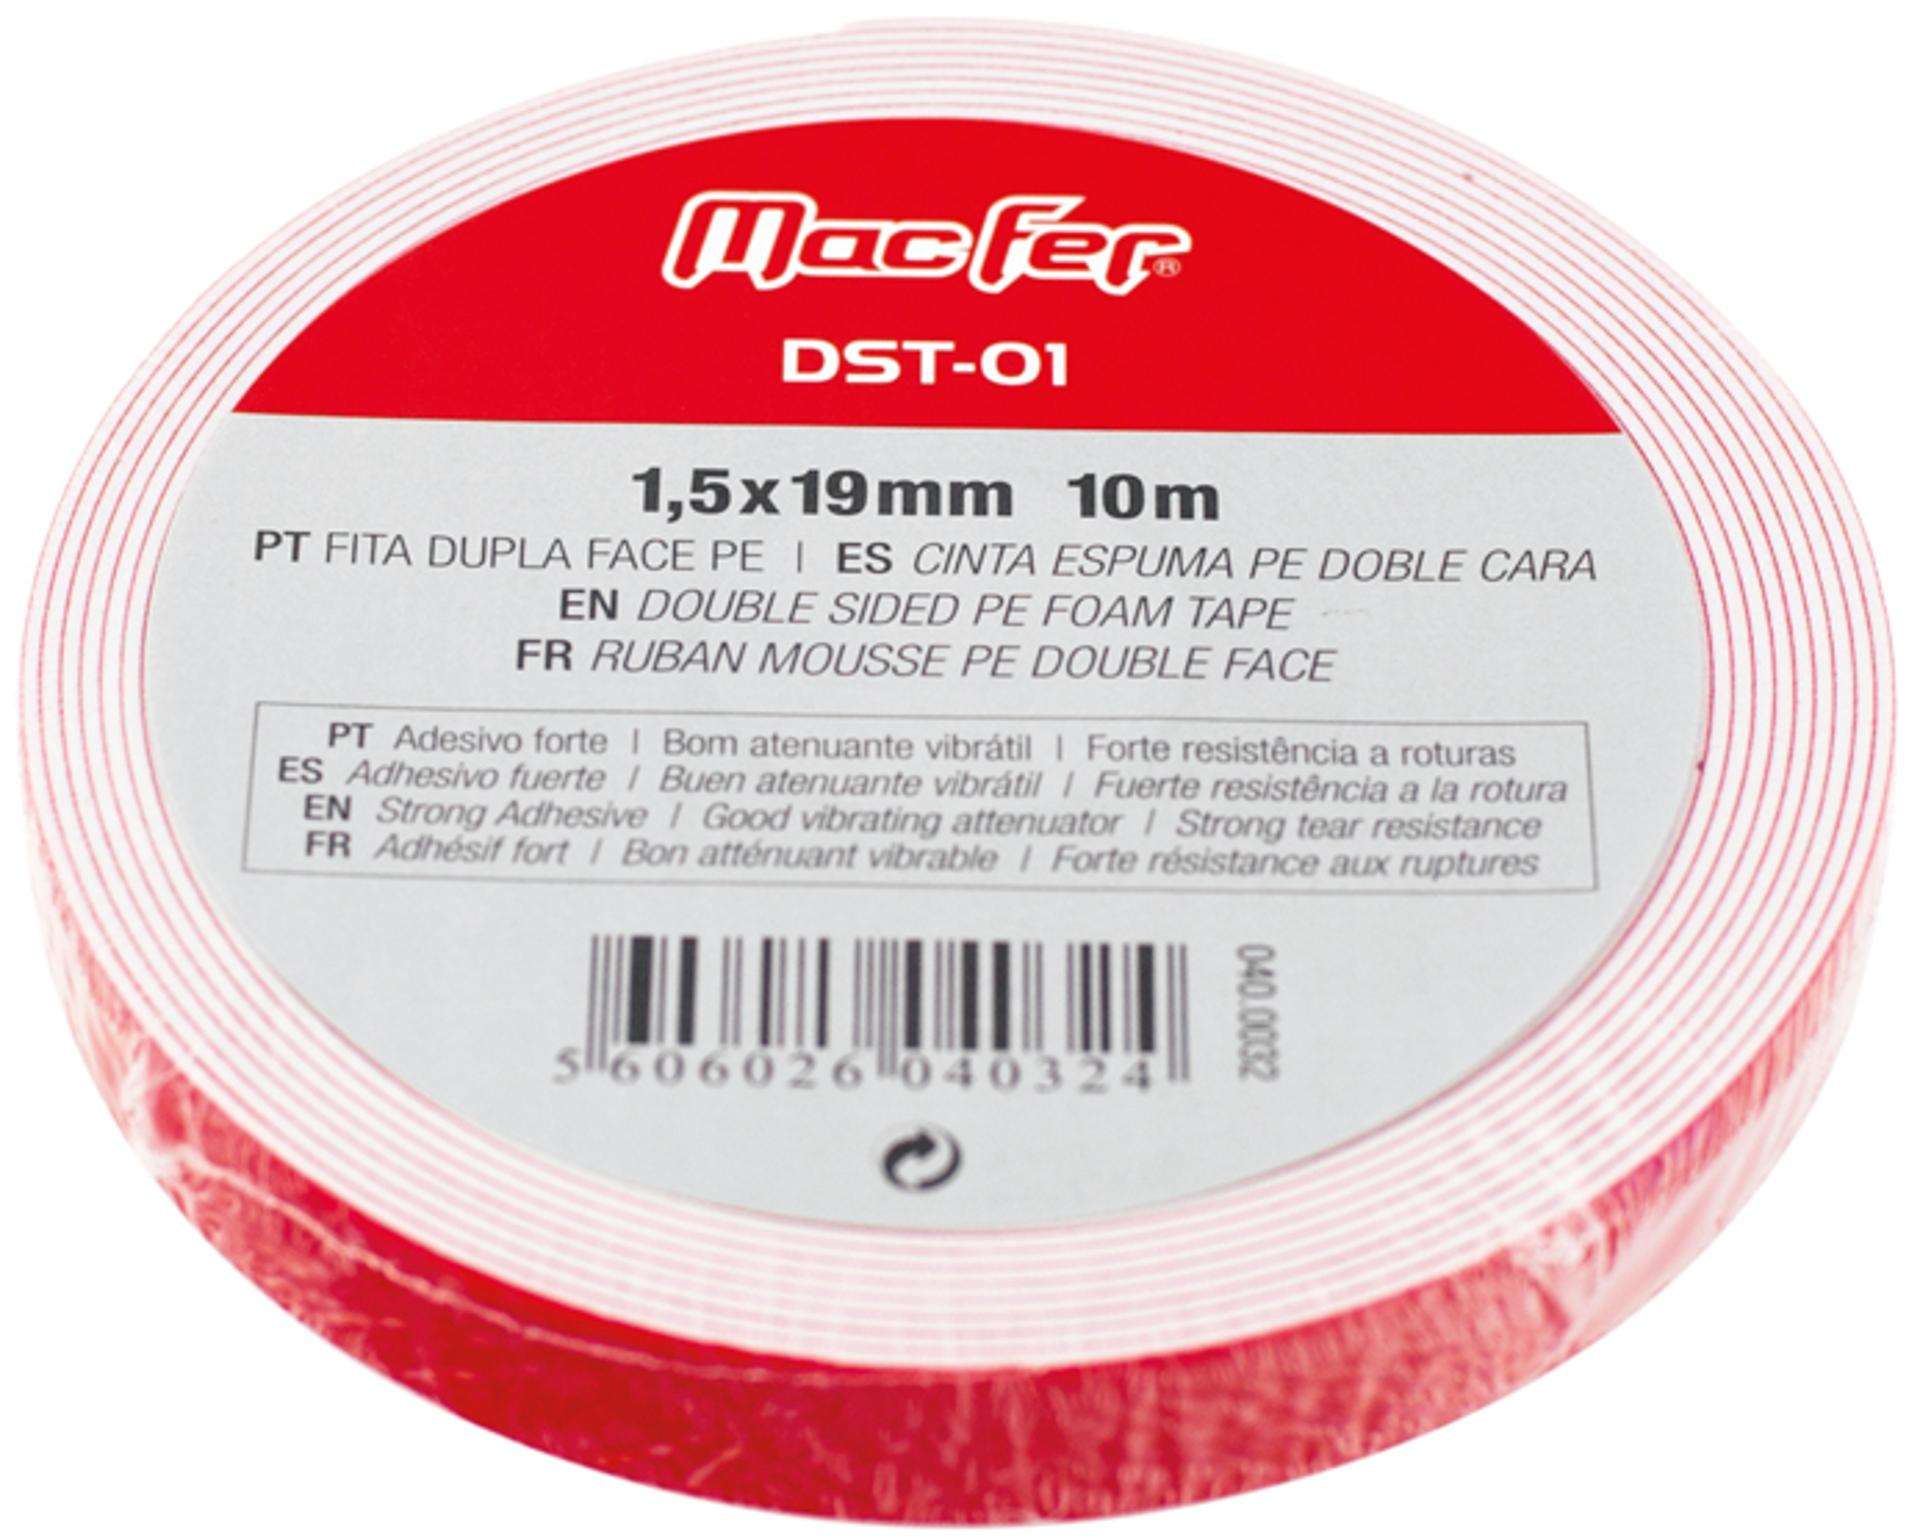 Mac Fer®
DST-01
1,5x19mm 10m
PT FITA DUPLA FACE PE | ES CINTA ESPUMA PE DOBLE CARA
EN DOUBLE SIDED PE FOAM TAPE
FR RUBAN MOUSSE PE DOUBLE FACE
PT Adesivo forte | Bom atenuante vibrátil | Forte resistência a roturas
ES Adhesivo fuerte | Buen atenuante vibrátil | Fuerte resistência a la rotura
EN Strong Adhesive | Good vibrating attenuator | Strong tear resistance
FR Adhésif fort | Bon atténuant vibrable | Forte résistance aux ruptures
5 606026 040324
040.0032